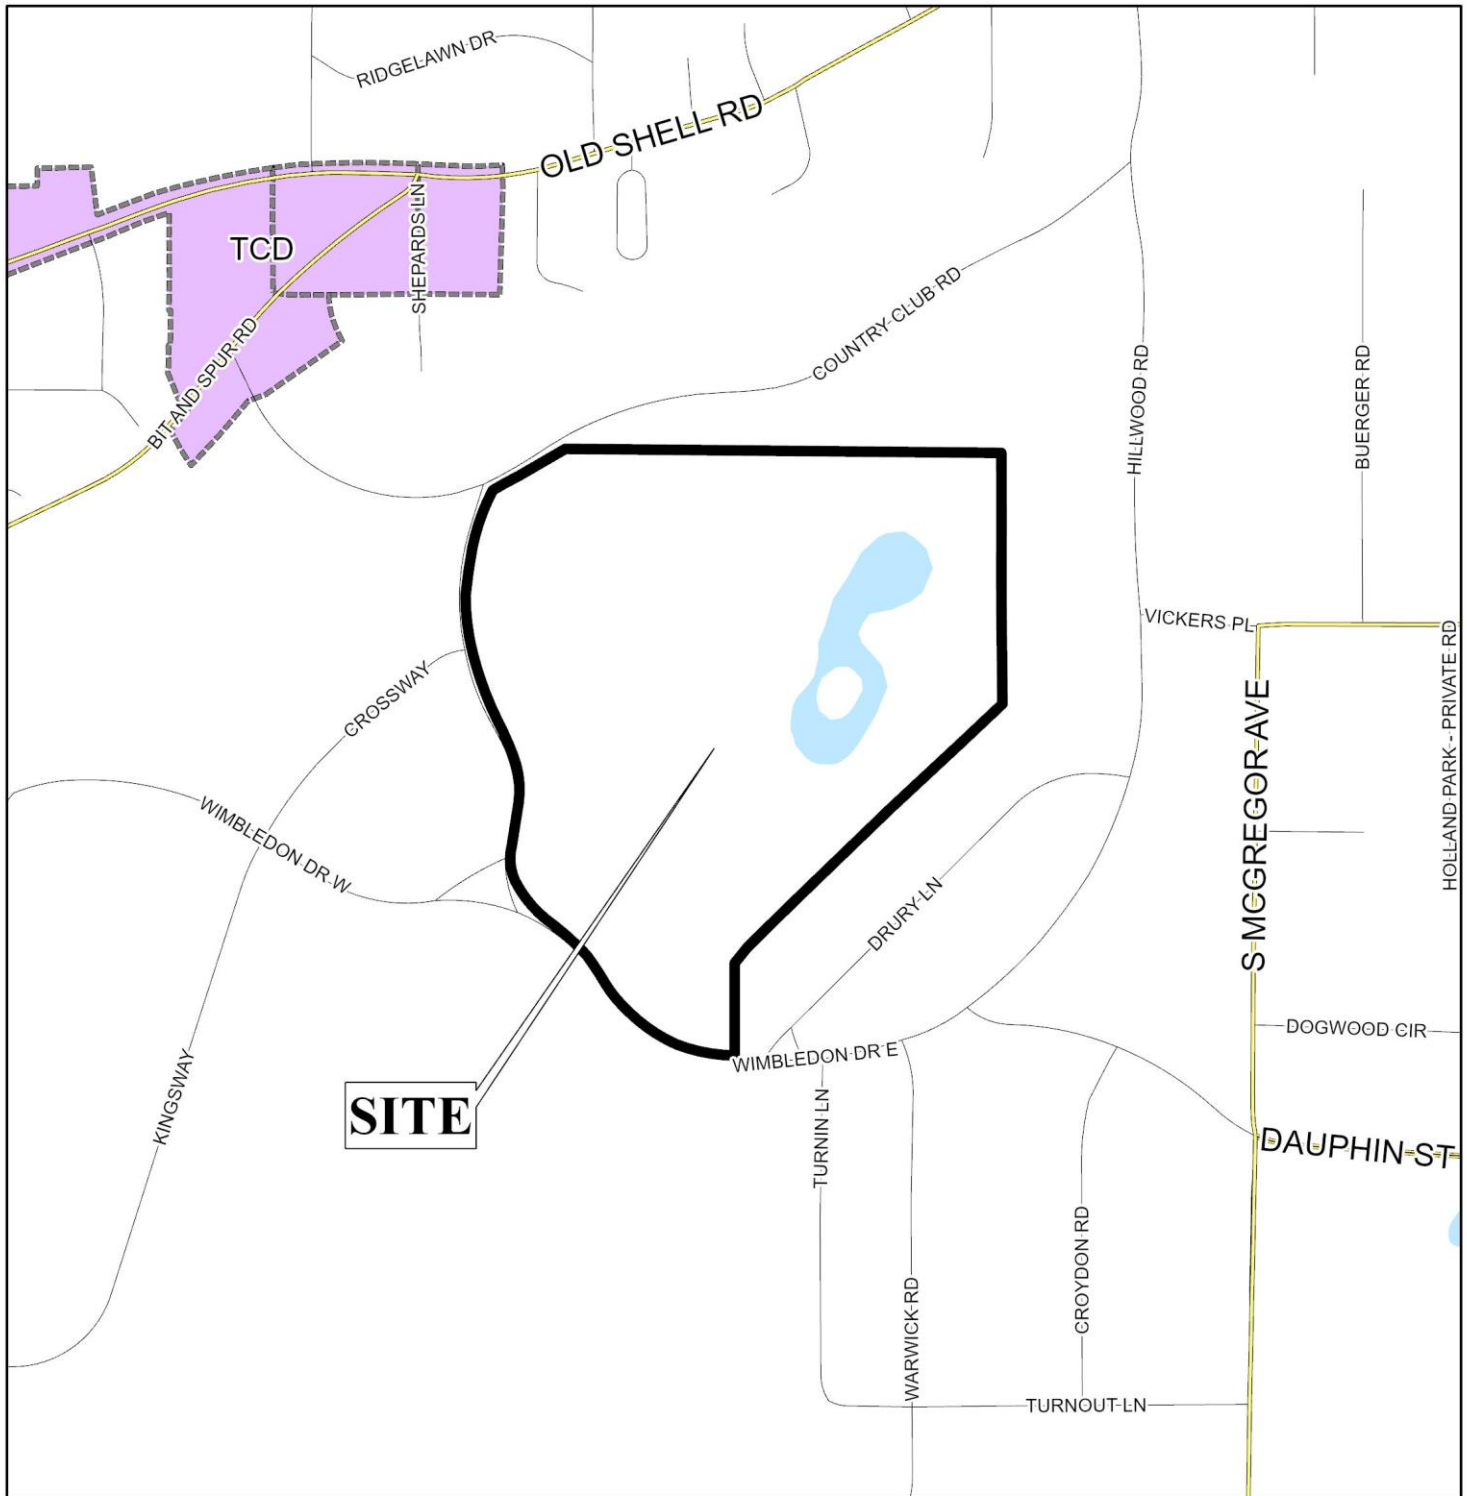 RIDGELAWN DR
OLD SHELL RD
SHEPARDS LN
TCD
BIT AND SPUR RD
COUNTRY CLUB RD
HILLWOOD RD
BUERGER RD
VICKERS PL
HOLLAND PARK - PRIVATE RD
CROSSWAY
S MCGREGOR AVE
WIMBLEDON DR W
DRURY LN
DOGWOOD CIR
WIMBLEDON DR E
KINGSWAY
SITE
TURNIN LN
DAUPHIN ST
CROYDON RD
WARWICK RD
TURNOUT LN